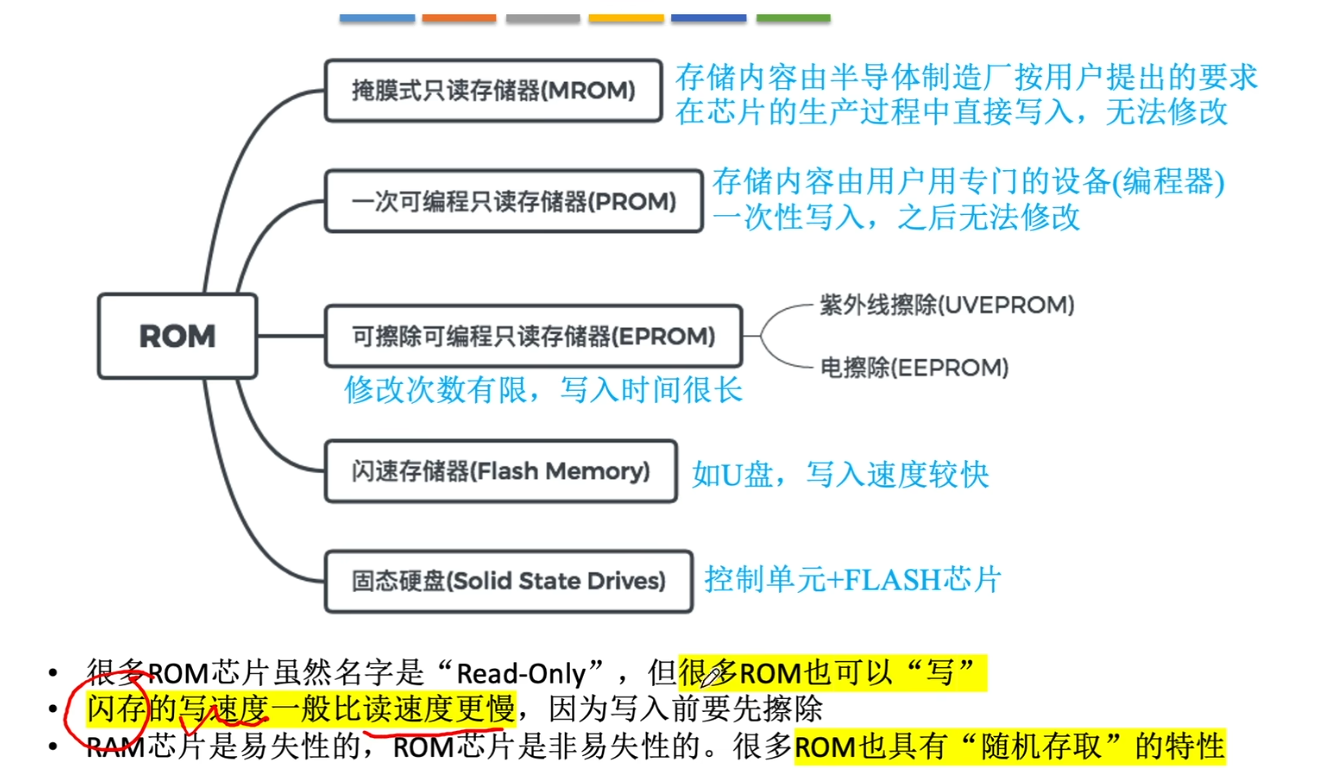 掩膜式只读存储器(MROM)
存储内容由半导体制造厂按用户提出的要求
在芯片的生产过程中直接写入，无法修改
一次可编程只读存储器(PROM)
存储内容由用户用专门的设备(编程器)
一次性写入，之后无法修改
ROM
可擦除可编程只读存储器(EPROM)
紫外线擦除(UVEPROM)
电擦除(EEPROM)
修改次数有限，写入时间很长
闪速存储器(Flash Memory)
如U盘，写入速度较快
固态硬盘(Solid State Drives)
控制单元+FLASH芯片
• 很多ROM芯片虽然名字是“Read-Only”，但很多ROM也可以“写”
• 闪存的写速度一般比读速度更慢，因为写入前要先擦除
• RAM芯片是易失性的，ROM芯片是非易失性的。很多ROM也具有“随机存取”的特性